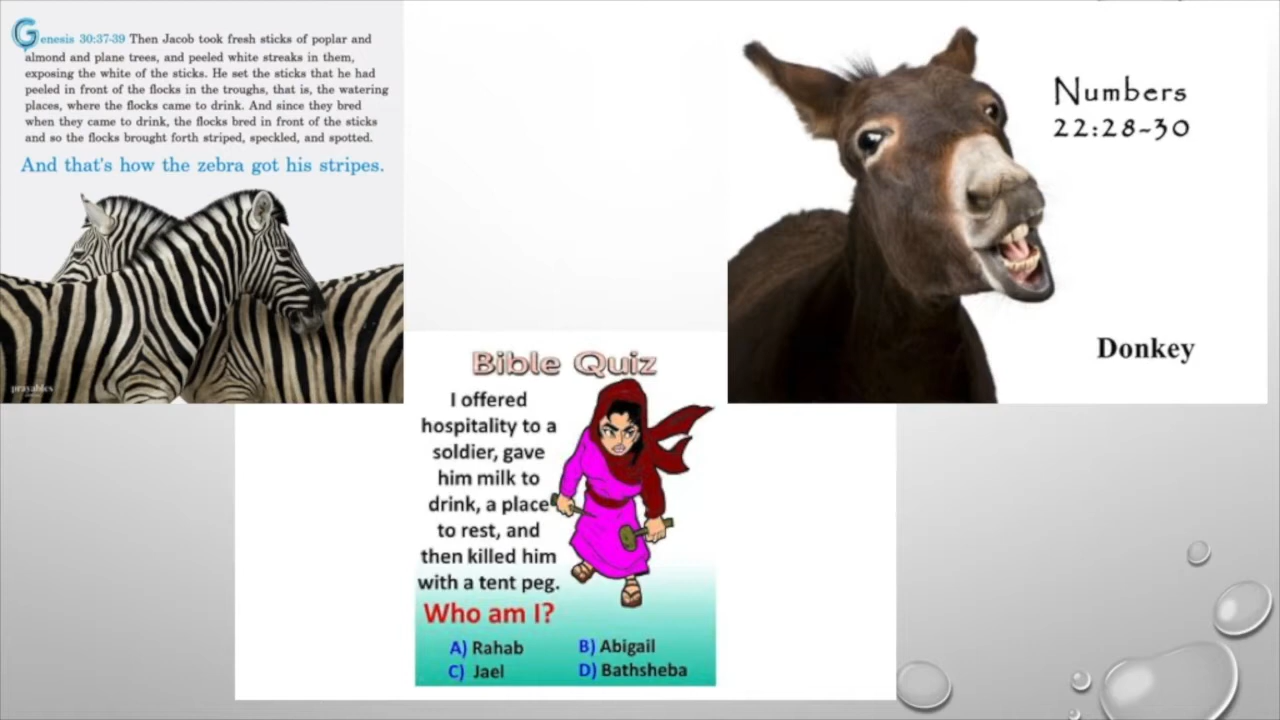 Genesis 30:37-39 Then Jacob took fresh sticks of poplar and
almond and plane trees, and peeled white streaks in them,
exposing the white of the sticks. He set the sticks that he had
peeled in front of the flocks in the troughs, that is, the watering
places, where the flocks came to drink. And since they bred
when they came to drink, the flocks bred in front of the sticks
and so the flocks brought forth striped, speckled, and spotted.
And that's how the zebra got his stripes.
prayables
Numbers
22:28-30
Donkey
Bible Quiz
I offered
hospitality to a
soldier, gave
him milk to
drink, a place
to rest, and
then killed him
with a tent peg.
Who am I?
A) Rahab B) Abigail
C) Jael D) Bathsheba